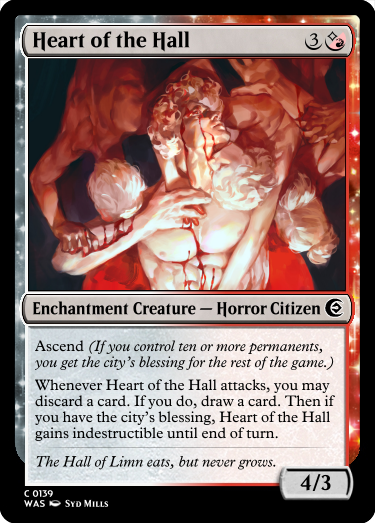 Heart of the Hall 3
Enchantment Creature — Horror Citizen
Ascend (If you control ten or more permanents,
you get the city's blessing for the rest of the game.)
Whenever Heart of the Hall attacks, you may
discard a card. If you do, draw a card. Then if
you have the city's blessing, Heart of the Hall
gains indestructible until end of turn.
The Hall of Limn eats, but never grows.
4/3
C 0139
WAS SYD MILLS